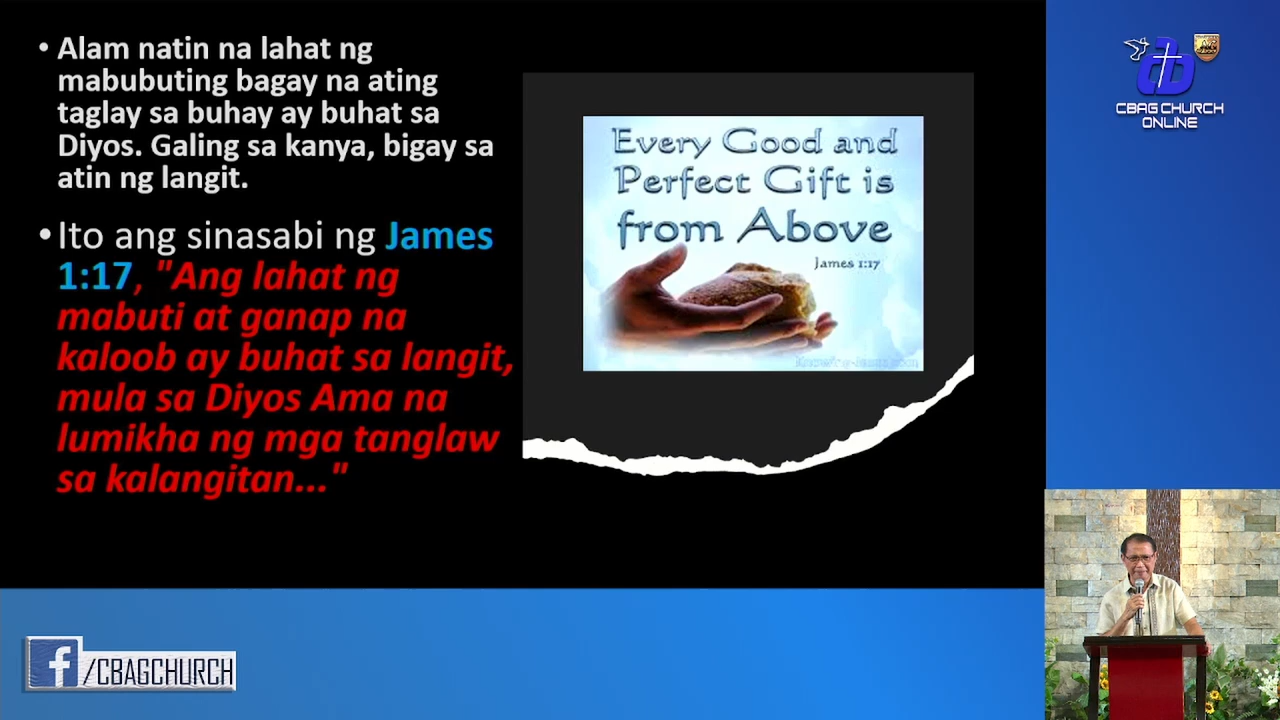 • Alam natin na lahat ng
mabubuting bagay na ating
taglay sa buhay ay buhat sa
Diyos. Galing sa kanya, bigay sa
atin ng langit.
• Ito ang sinasabi ng James
1:17, "Ang lahat ng
mabuti at ganap na
kaloob ay buhat sa langit,
mula sa Diyos Ama na
lumikha ng mga tanglaw
sa kalangitan..."
Every Good and
Perfect Gift is
from Above
James 1:17
Knowing-Jesus.com
CBAG CHURCH
ONLINE
f/CBAGCHURCH